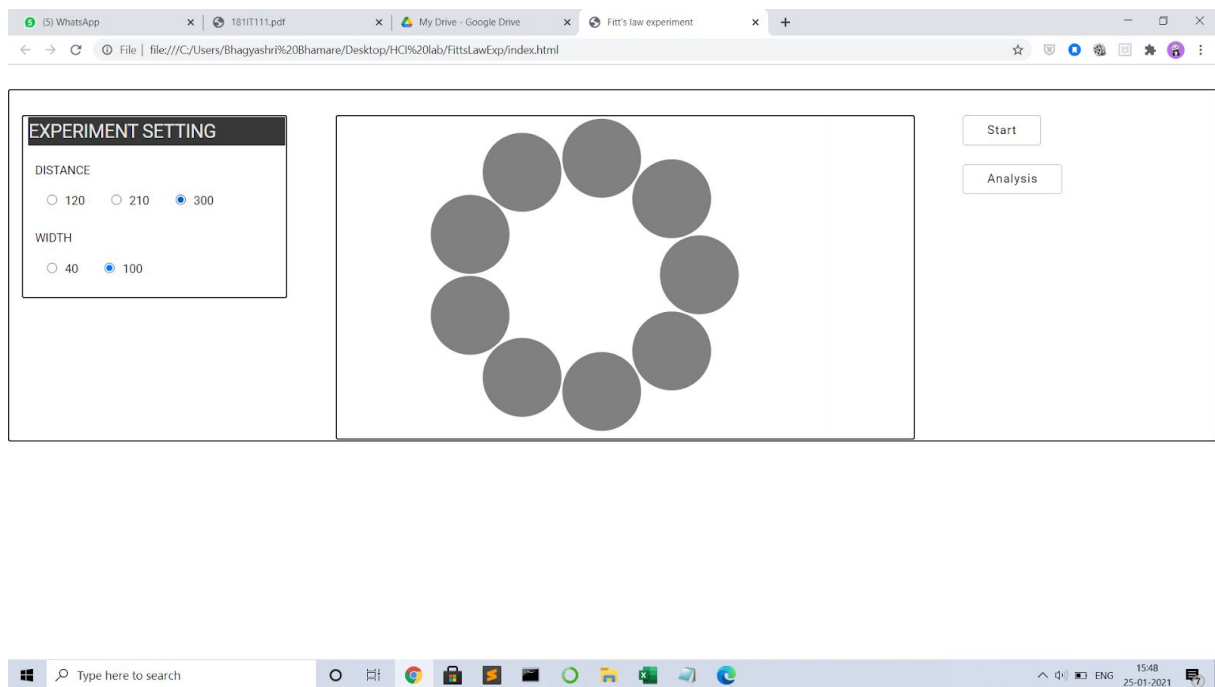 (5) WhatsApp
181IT111.pdf
My Drive - Google Drive
Fitt's law experiment
File | file:///C:/Users/Bhagyashri%20Bhamare/Desktop/HCI%20lab/FittsLawExp/index.html
EXPERIMENT SETTING
DISTANCE
120 210 300
WIDTH
40 100
Start
Analysis
Type here to search
ENG
15:48
25-01-2021
7